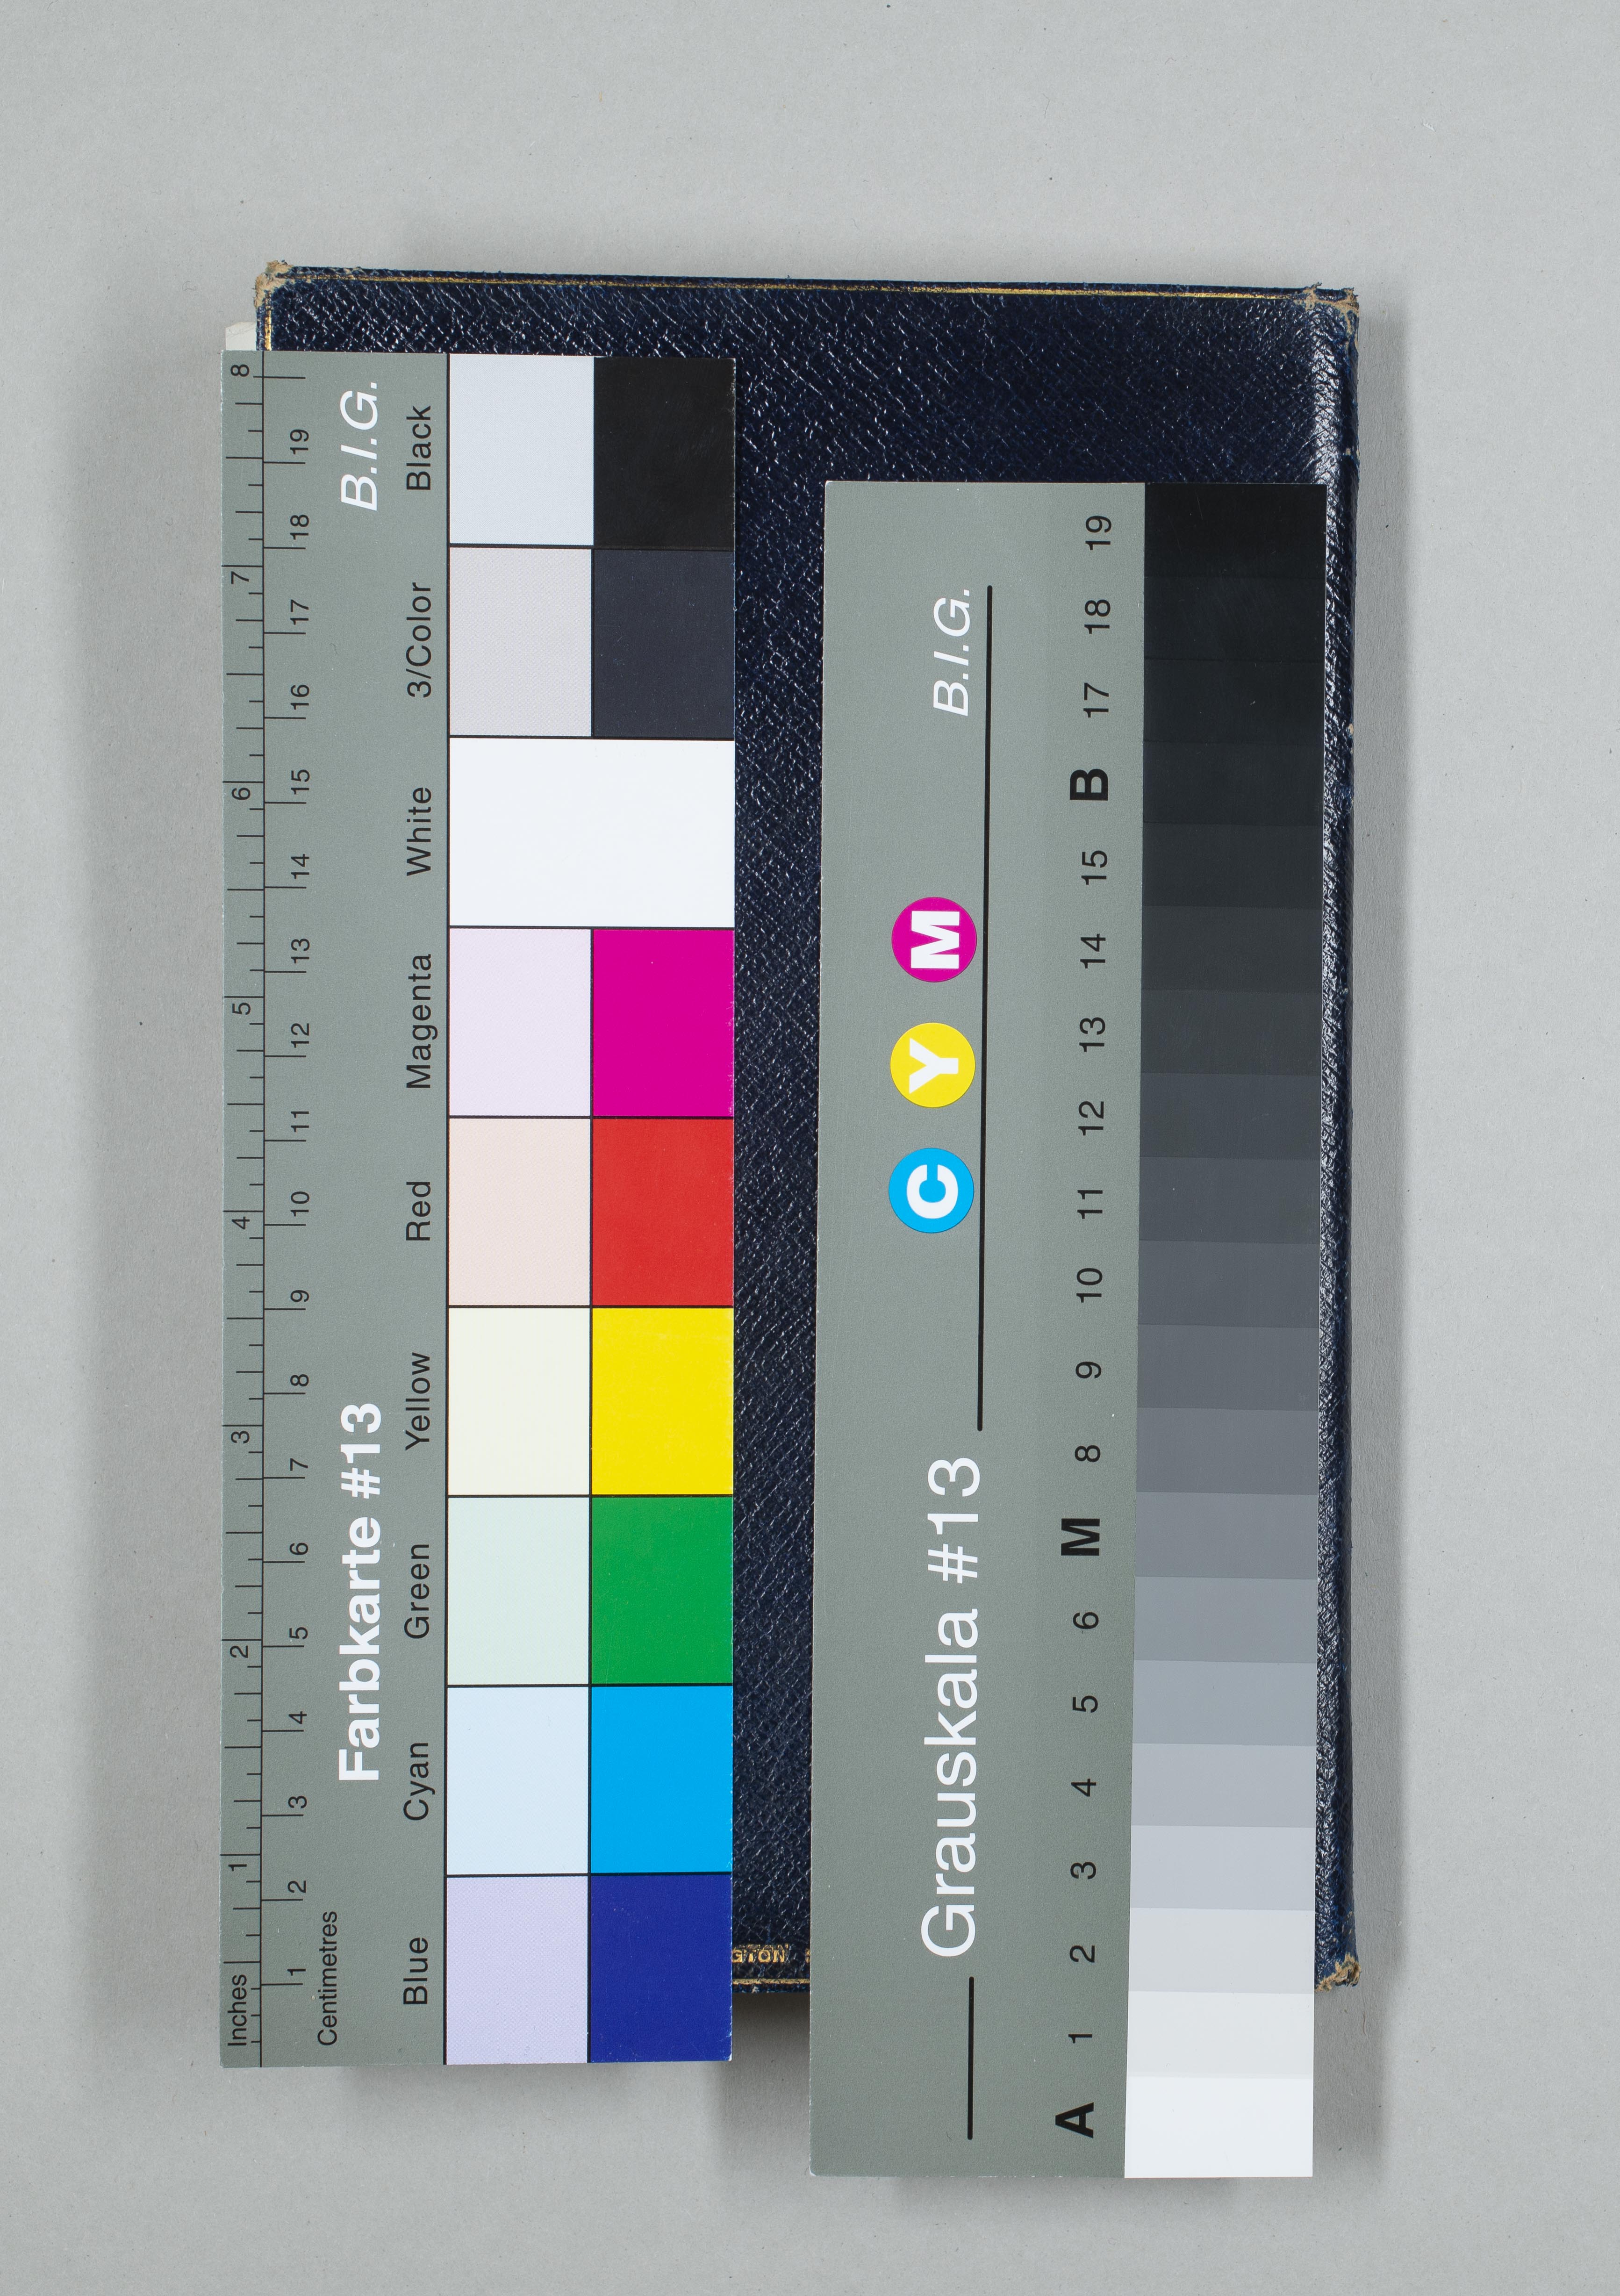 Inches 1 2 3 4 5 6 7 8
1 2 3 4 5 6 7 8 9 10 11 12 13 14 15 16 17 18 19
Centimetres
Farbkarte #13 B.I.G.
Blue Cyan Green Yellow Red Magenta White 3/Color Black
GTON
C Y M B.I.G.
Grauskala #13
A 1 2 3 4 5 6 M 8 9 10 11 12 13 14 15 B 17 18 19